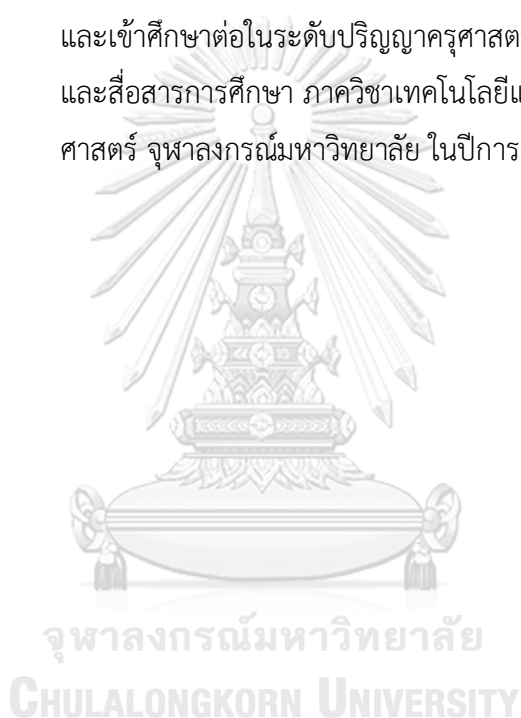 และเข้าศึกษาต่อในระดับปริญญาครุศาสต
และสื่อสารการศึกษา ภาควิชาเทคโนโลยีแ
ศาสตร์ จุฬาลงกรณ์มหาวิทยาลัย ในปีการ
จุฬาลงกรณ์มหาวิทยาลัย
CHULALONGKORN UNIVERSITY